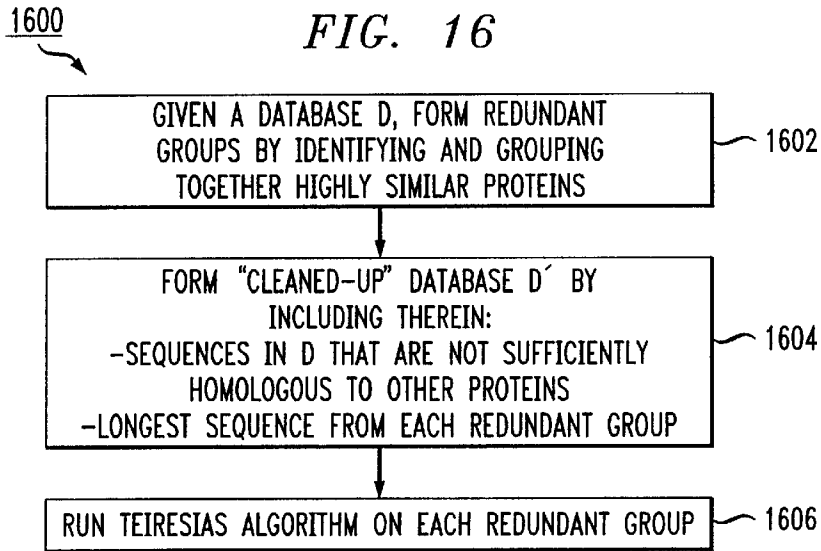 1600
FIG. 16
GIVEN A DATABASE D, FORM REDUNDANT
GROUPS BY IDENTIFYING AND GROUPING
TOGETHER HIGHLY SIMILAR PROTEINS
1602
FORM "CLEANED-UP" DATABASE D´ BY
INCLUDING THEREIN:
-SEQUENCES IN D THAT ARE NOT SUFFICIENTLY
HOMOLOGOUS TO OTHER PROTEINS
-LONGEST SEQUENCE FROM EACH REDUNDANT GROUP
1604
RUN TEIRESIAS ALGORITHM ON EACH REDUNDANT GROUP
1606